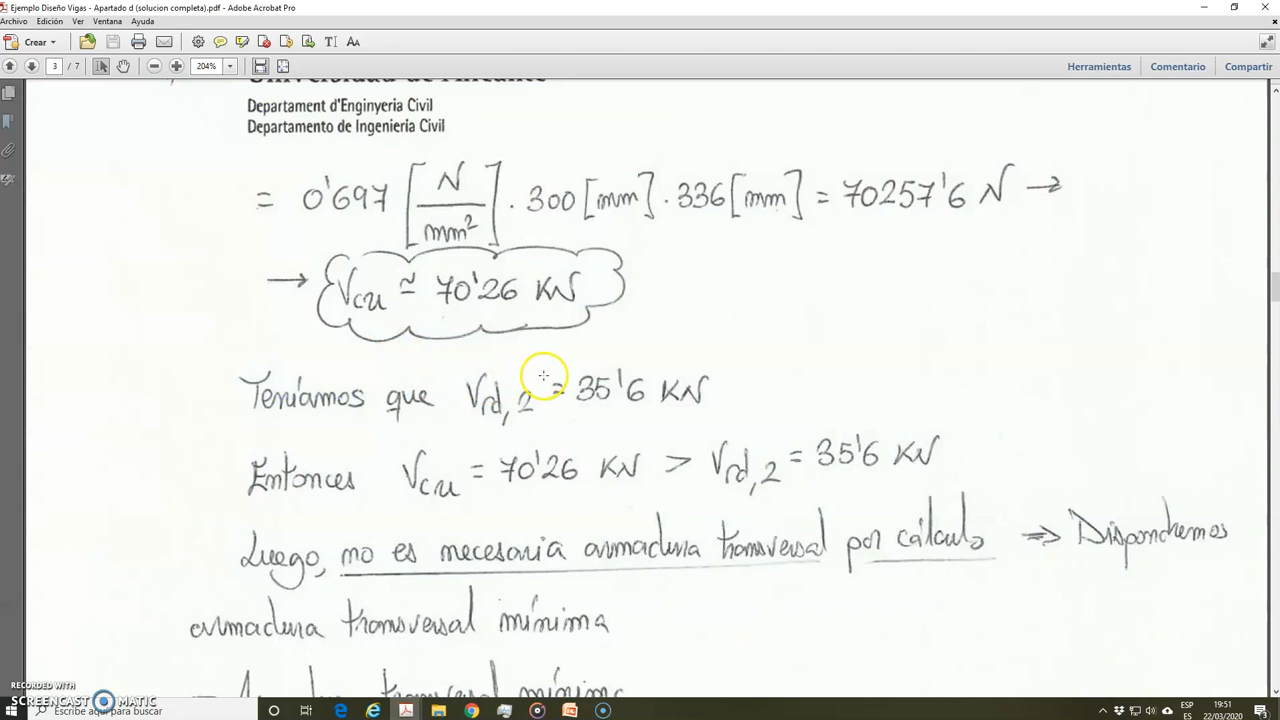 Ejemplo Diseño Vigas - Apartado d (solucion completa).pdf - Adobe Acrobat Pro
Archivo Edición Ver Ventana Ayuda
Crear
3 / 7 204% Herramientas Comentario Compartir
Departament d'Enginyeria Civil
Departamento de Ingeniería Civil
= 0'697 [N/mm²] · 300 [mm] · 336 [mm] = 70257'6 N →
→ Vcu ≃ 70'26 KN
Teníamos que Vrd,2 = 35'6 KN
Entonces Vcu = 70'26 KN > Vrd,2 = 35'6 KN
Luego, no es necesaria armadura transversal por cálculo ⇒ Dispondremos
armadura transversal mínima
transversal mínima
RECORDED WITH
SCREENCAST MATIC
Escribe aquí para buscar
ESP 19:51
ES 22/03/2020